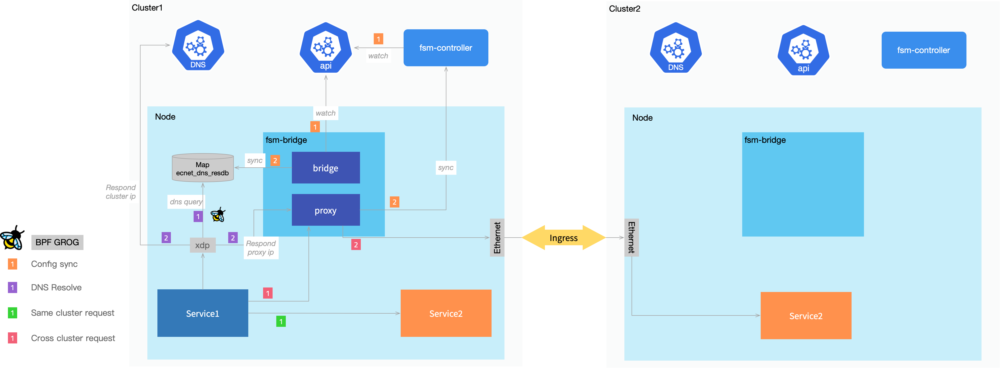 Cluster1
Cluster2
DNS
api
1
watch
fsm-controller
DNS
api
fsm-controller
Node
watch
1
Node
fsm-bridge
fsm-bridge
Map
ecnet_dns_resdb
sync
2
bridge
sync
Respond
cluster ip
dns query
1
proxy
2
Ethernet
Ingress
Ethernet
BPF GROG
2
xdp
2
Respond
proxy ip
2
1
Config sync
1
DNS Resolve
1
Same cluster request
1
Cross cluster request
Service1
1
1
Service2
Service2